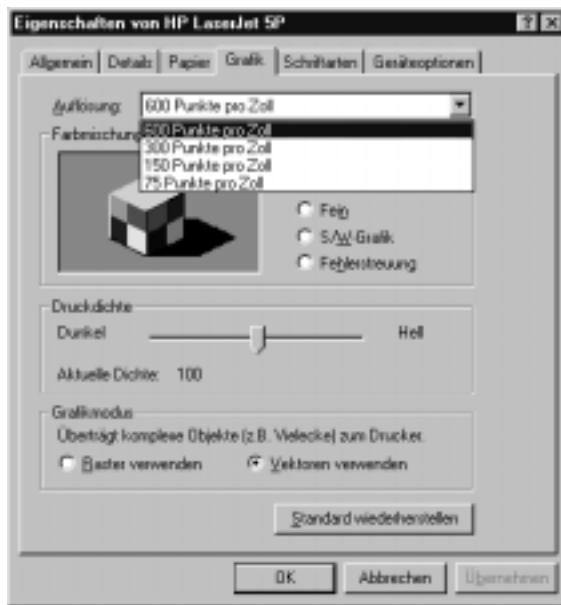 Eigenschaften von HP LaserJet 5P
Allgemein Details Papier Grafik Schriftarten Geräteoptionen
Auflösung: 600 Punkte pro Zoll
Farbmischung
600 Punkte pro Zoll
300 Punkte pro Zoll
150 Punkte pro Zoll
75 Punkte pro Zoll
Fein
S/W-Grafik
Fehlerstreuung
Druckdichte
Dunkel Hell
Aktuelle Dichte: 100
Grafikmodus
Überträgt komplexe Objekte (z.B. Vielecke) zum Drucker.
Raster verwenden Vektoren verwenden
Standard wiederherstellen
OK Abbrechen Übernehmen